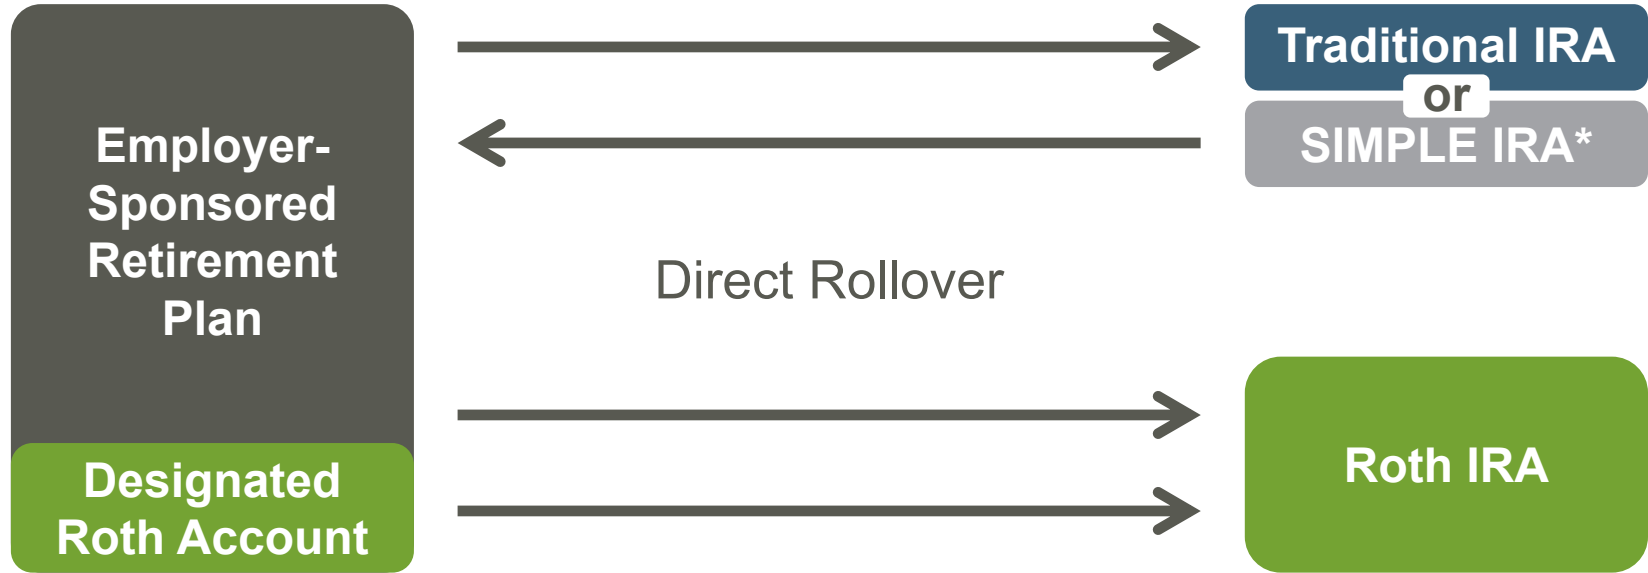 Employer-
Sponsored
Retirement
Plan
Designated
Roth Account
Direct Rollover
Traditional IRA
or
SIMPLE IRA*
Roth IRA